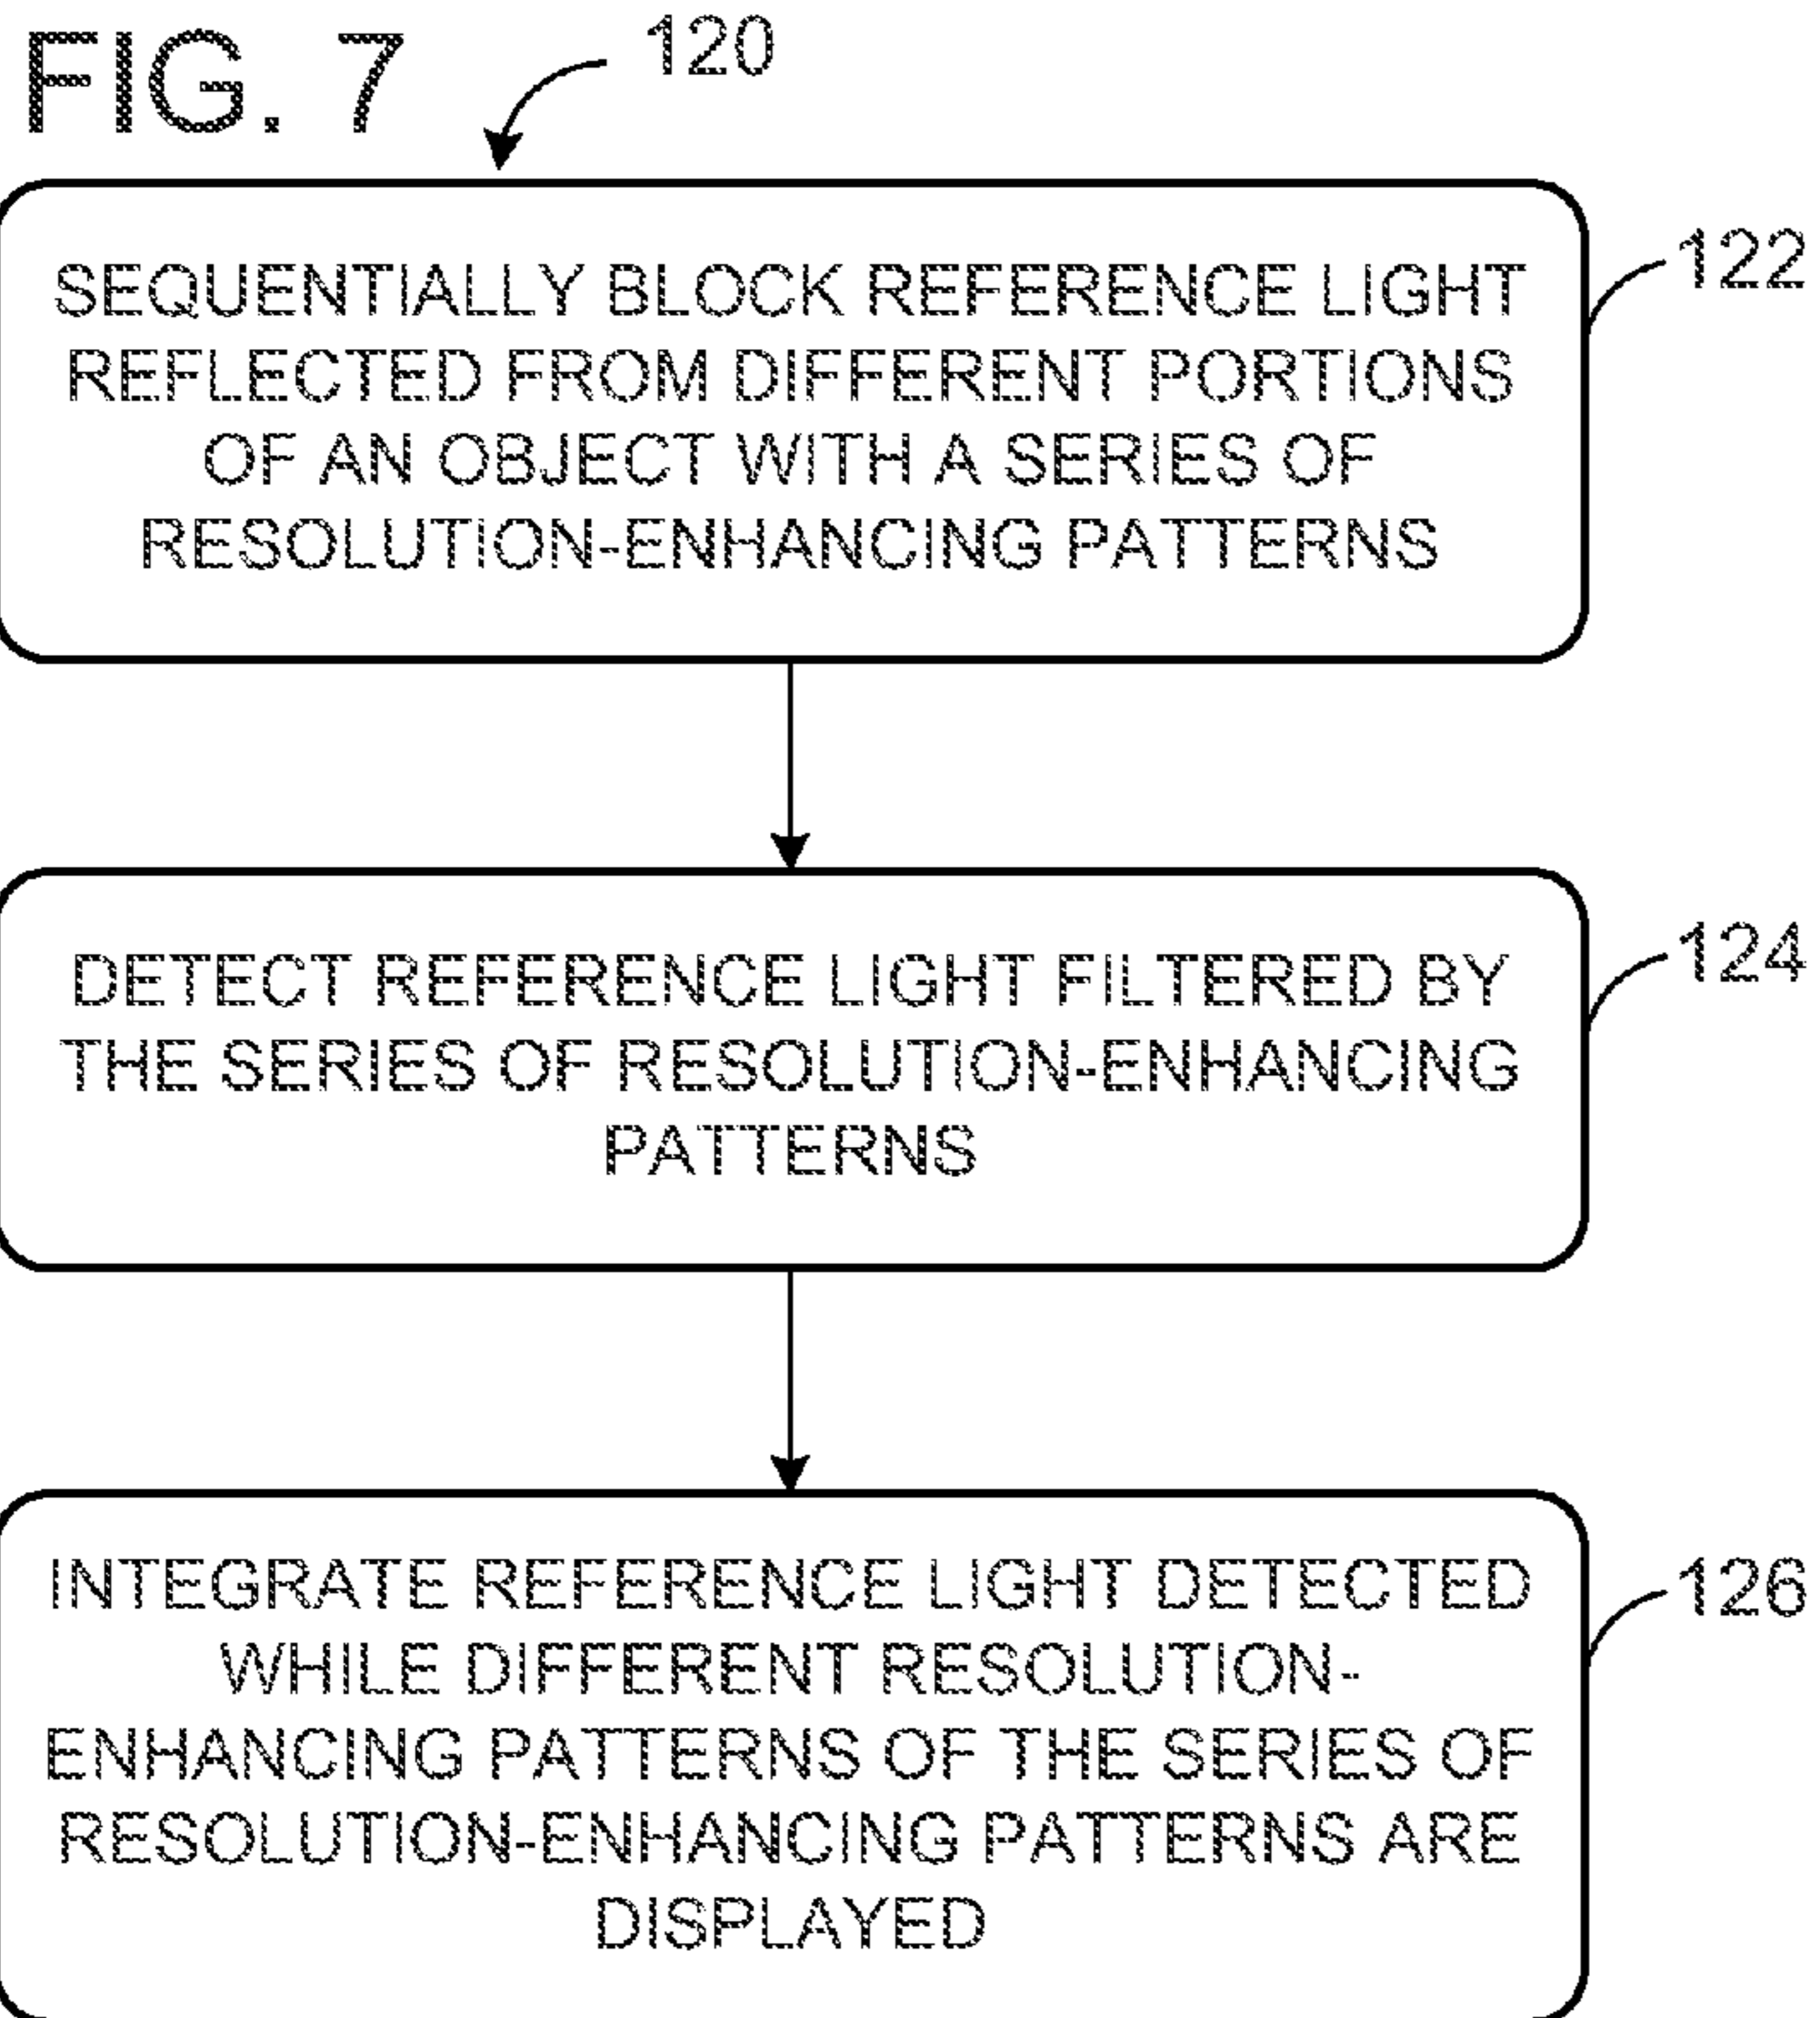 FIG. 7
120
SEQUENTIALLY BLOCK REFERENCE LIGHT
REFLECTED FROM DIFFERENT PORTIONS
OF AN OBJECT WITH A SERIES OF
RESOLUTION-ENHANCING PATTERNS
122
DETECT REFERENCE LIGHT FILTERED BY
THE SERIES OF RESOLUTION-ENHANCING
PATTERNS
124
INTEGRATE REFERENCE LIGHT DETECTED
WHILE DIFFERENT RESOLUTION-
ENHANCING PATTERNS OF THE SERIES OF
RESOLUTION-ENHANCING PATTERNS ARE
DISPLAYED
126